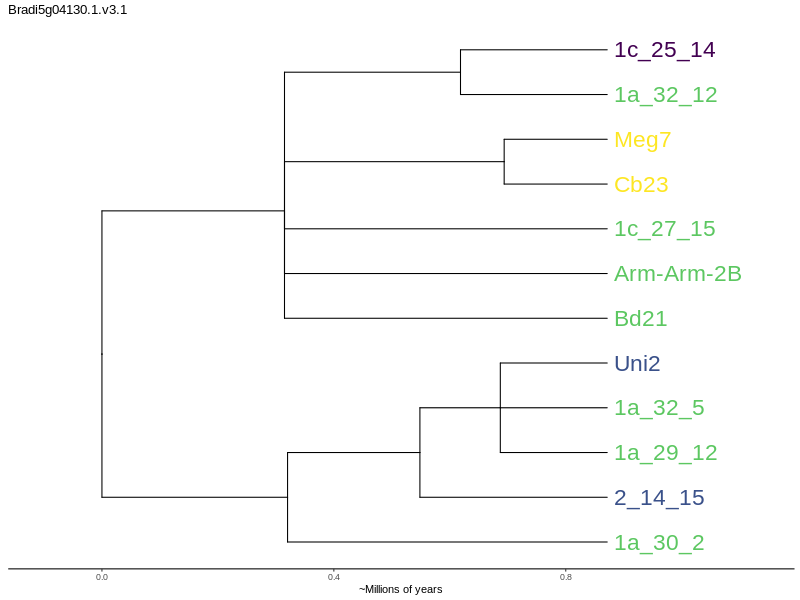 Bradi5g04130.1.v3.1
1c_25_14
1a_32_12
Meg7
Cb23
1c_27_15
Arm-Arm-2B
Bd21
Uni2
1a_32_5
1a_29_12
2_14_15
1a_30_2
0.0 0.4 0.8
~Millions of years